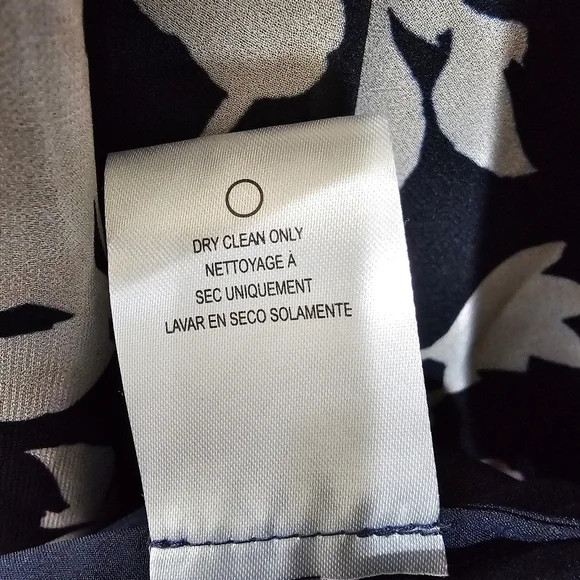 DRY CLEAN ONLY
NETTOYAGE À
SEC UNIQUEMENT
LAVAR EN SECO SOLAMENTE